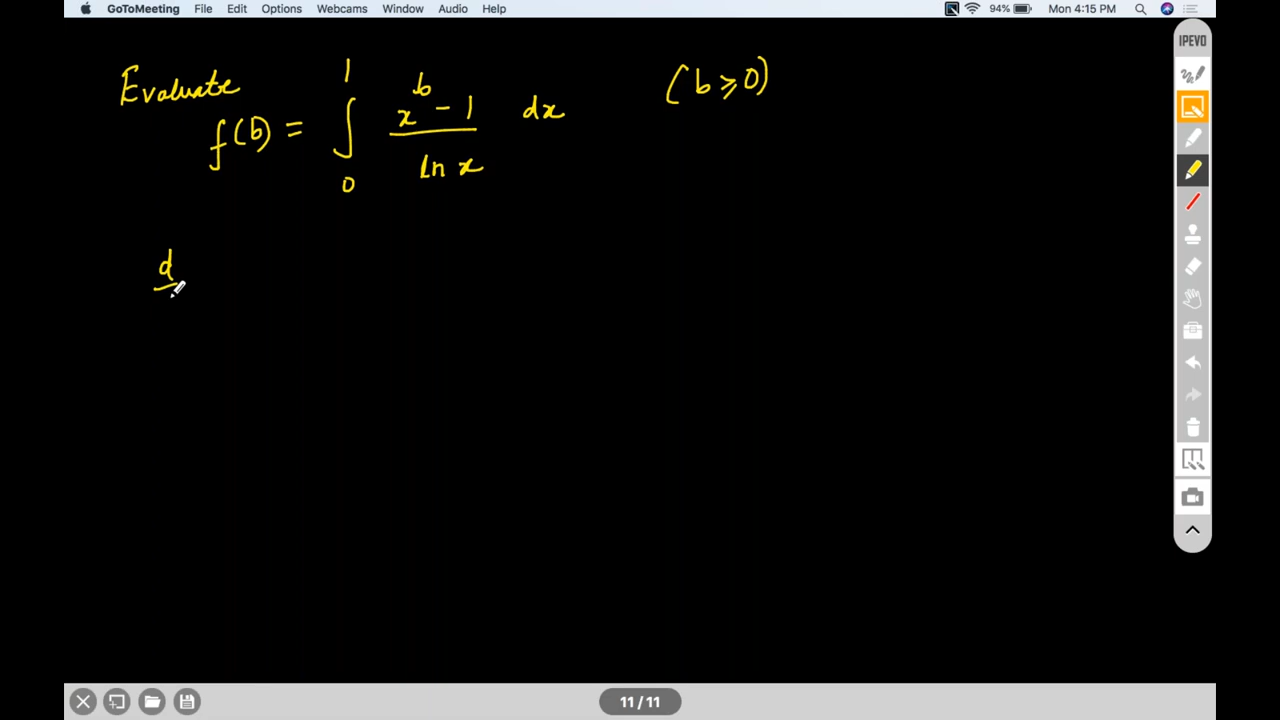 GoToMeeting File Edit Options Webcams Window Audio Help 94% Mon 4:15 PM
IPEVO
Evaluate
f(b) = ∫₀¹ (x^b - 1)/(ln x) dx (b ⩾ 0)
d
11 / 11